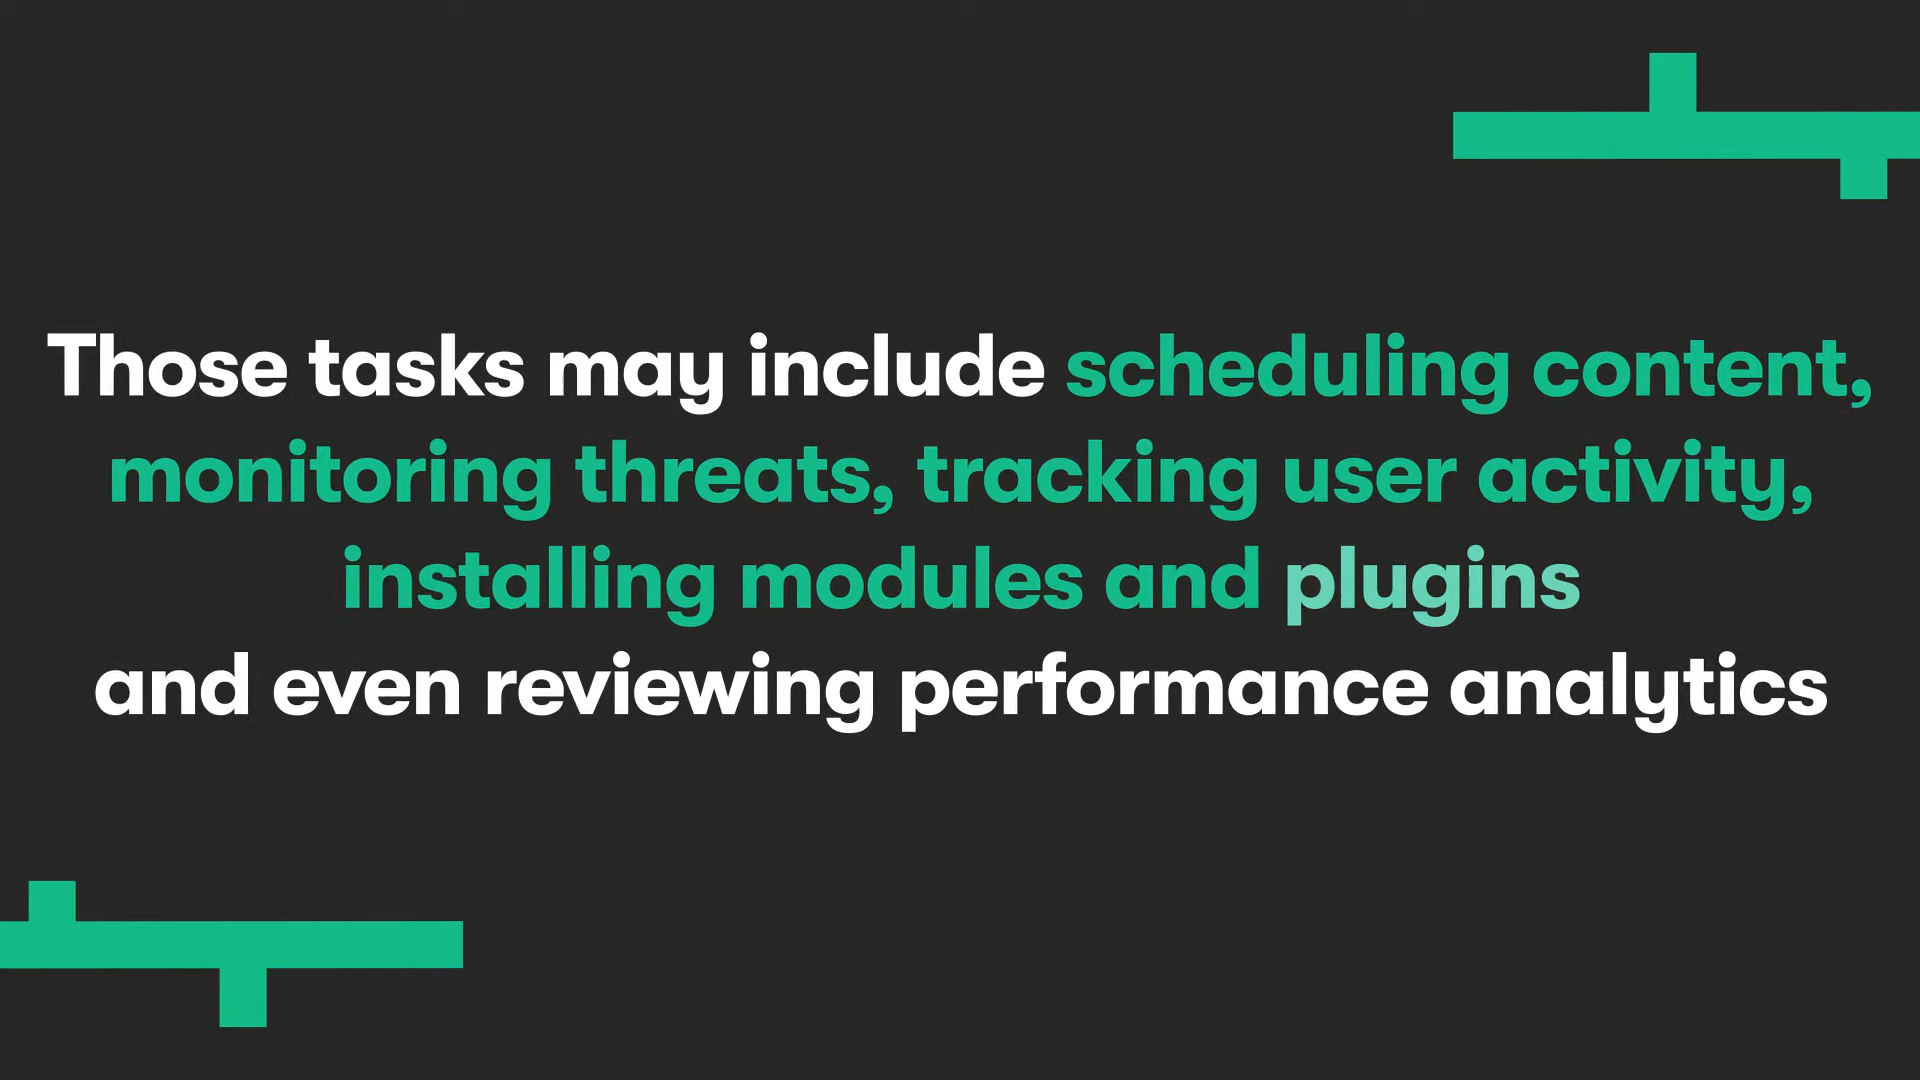 Those tasks may include scheduling content,
monitoring threats, tracking user activity,
installing modules and plugins
and even reviewing performance analytics